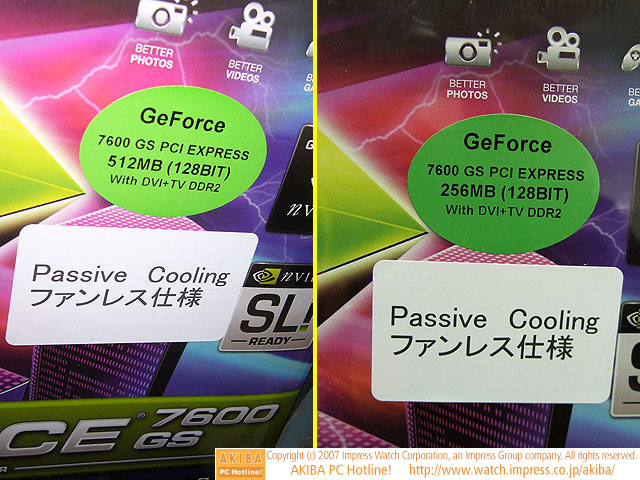 BETTER
PHOTOS
BETTER
VIDEOS
GeForce
7600 GS PCI EXPRESS
512MB (128BIT)
With DVI+TV DDR2
Passive Cooling
ファンレス仕様
SLI
READY
7600
GS
BETTER
PHOTOS
BETTER
VIDEOS
GeForce
7600 GS PCI EXPRESS
256MB (128BIT)
With DVI+TV DDR2
Passive Cooling
ファンレス仕様
AKIBA
PC Hotline!
Copyright (c) 2007 Impress Watch Corporation, an Impress Group company. All rights reserved.
AKIBA PC Hotline! http://www.watch.impress.co.jp/akiba/